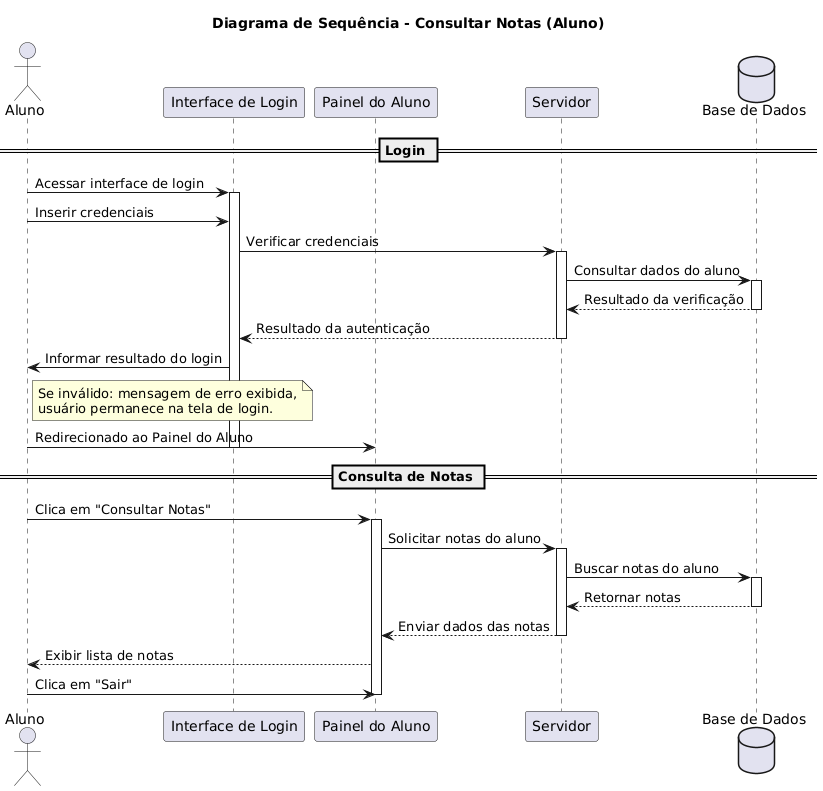 Diagrama de Sequência - Consultar Notas (Aluno)
Aluno
Interface de Login
Painel do Aluno
Servidor
Base de Dados
Login
Acessar interface de login
Inserir credenciais
Verificar credenciais
Consultar dados do aluno
Resultado da verificação
Resultado da autenticação
Informar resultado do login
Se inválido: mensagem de erro exibida,
usuário permanece na tela de login.
Redirecionado ao Painel do Aluno
Consulta de Notas
Clica em "Consultar Notas"
Solicitar notas do aluno
Buscar notas do aluno
Retornar notas
Enviar dados das notas
Exibir lista de notas
Clica em "Sair"
Aluno
Interface de Login
Painel do Aluno
Servidor
Base de Dados